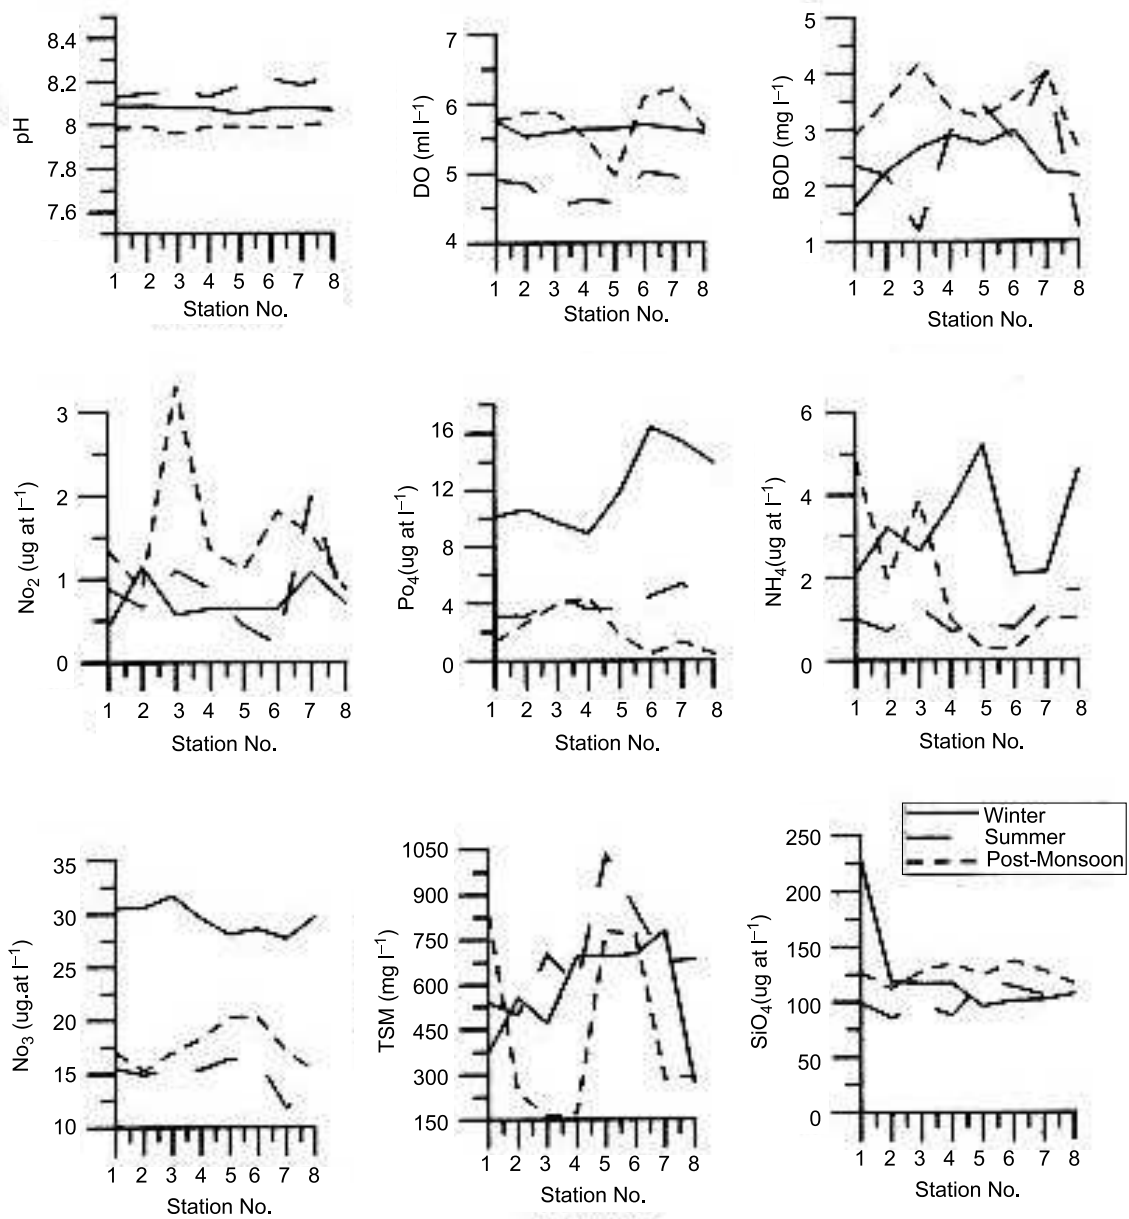 8.4
8.2
8
7.8
7.6
pH
1 2 3 4 5 6 7 8
Station No.
7
6
5
4
DO (ml l⁻¹)
1 2 3 4 5 6 7 8
Station No.
5
4
3
2
1
BOD (mg l⁻¹)
1 2 3 4 5 6 7 8
Station No.
3
2
1
0
No₂ (ug at l⁻¹)
1 2 3 4 5 6 7 8
Station No.
16
12
8
4
0
Po₄(ug at l⁻¹)
1 2 3 4 5 6 7 8
Station No.
6
4
2
0
NH₄(ug at l⁻¹)
1 2 3 4 5 6 7 8
Station No.
35
30
25
20
15
10
No₃ (ug.at l⁻¹)
1 2 3 4 5 6 7 8
Station No.
1050
900
750
600
450
300
150
TSM (mg l⁻¹)
1 2 3 4 5 6 7 8
Station No.
Winter
Summer
Post-Monsoon
250
200
150
100
50
0
SiO₄(ug at l⁻¹)
1 2 3 4 5 6 7 8
Station No.